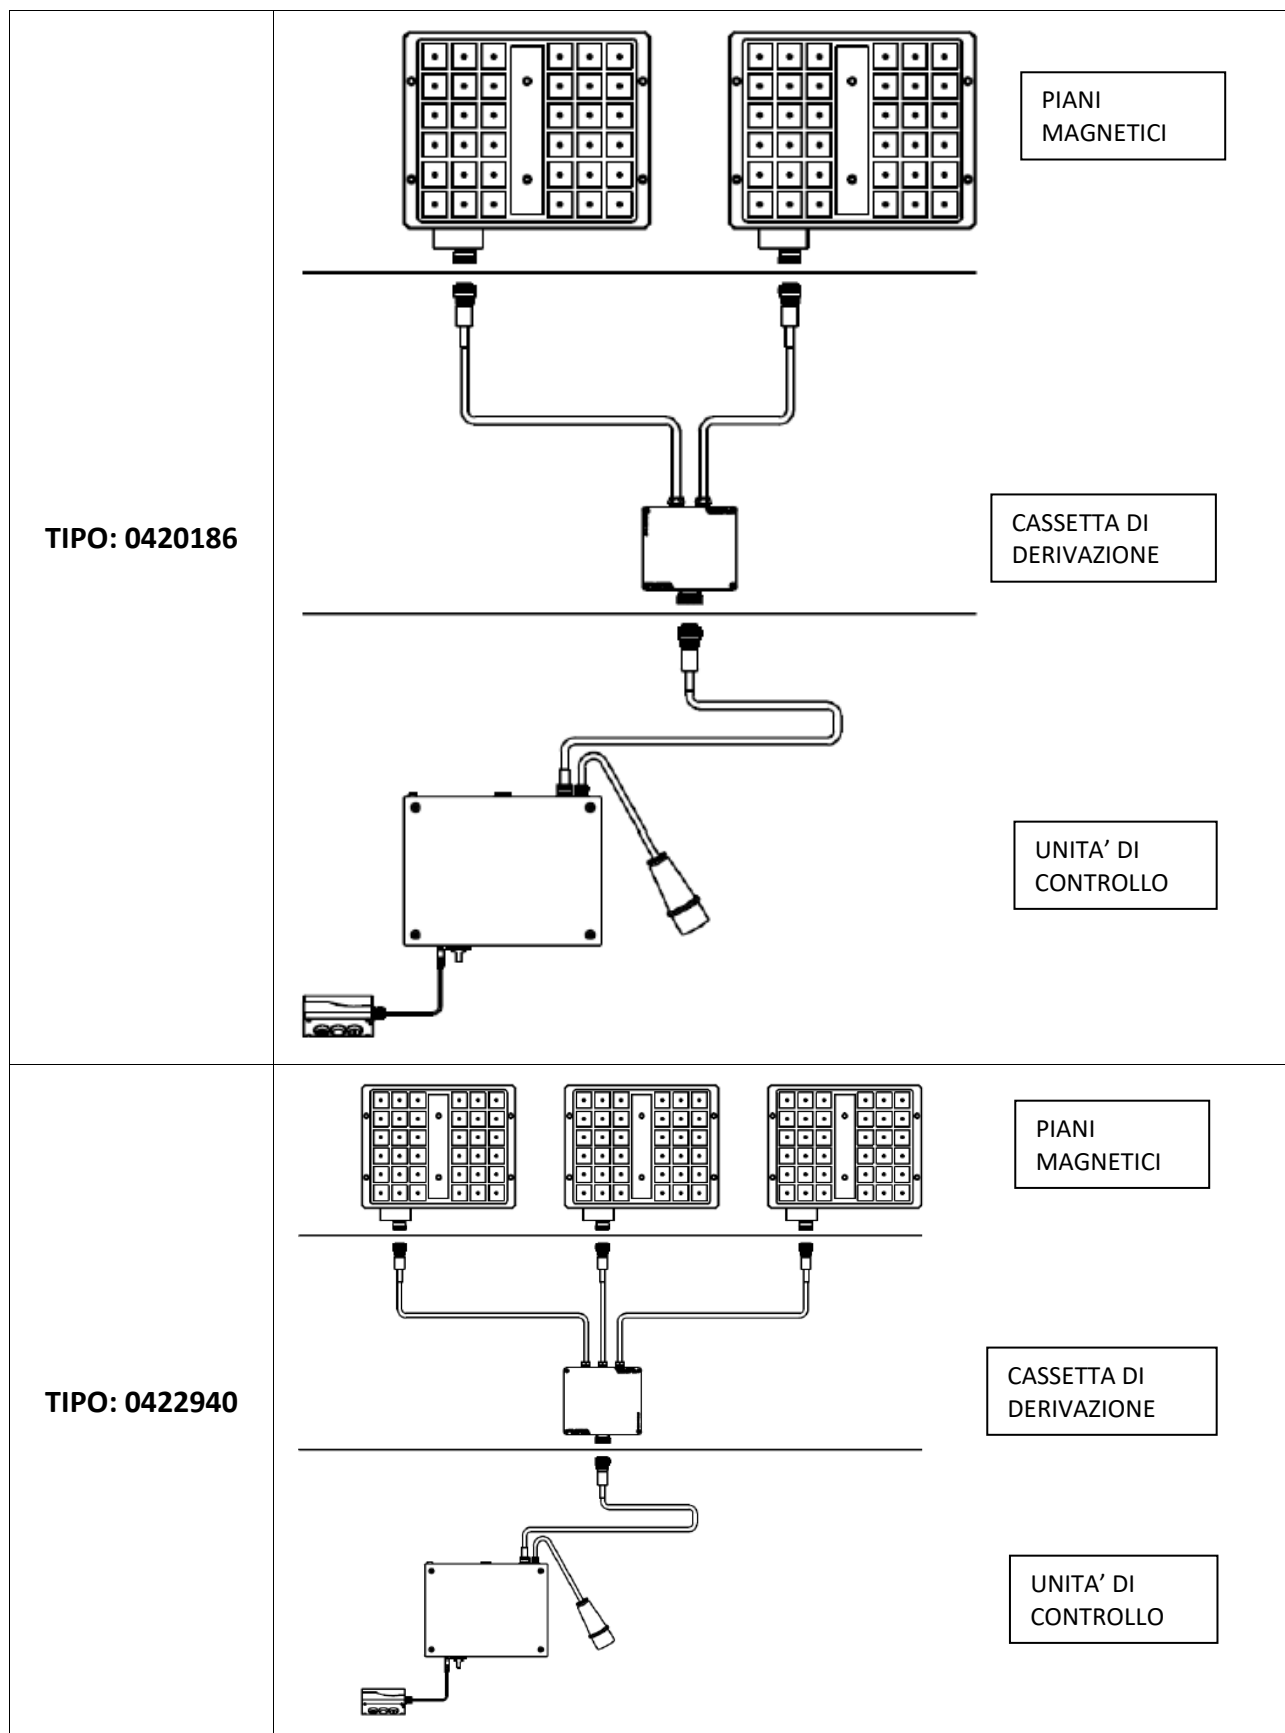 PIANI
MAGNETICI
CASSETTA DI
DERIVAZIONE
TIPO: 0420186
UNITA’ DI
CONTROLLO
PIANI
MAGNETICI
CASSETTA DI
DERIVAZIONE
TIPO: 0422940
UNITA’ DI
CONTROLLO